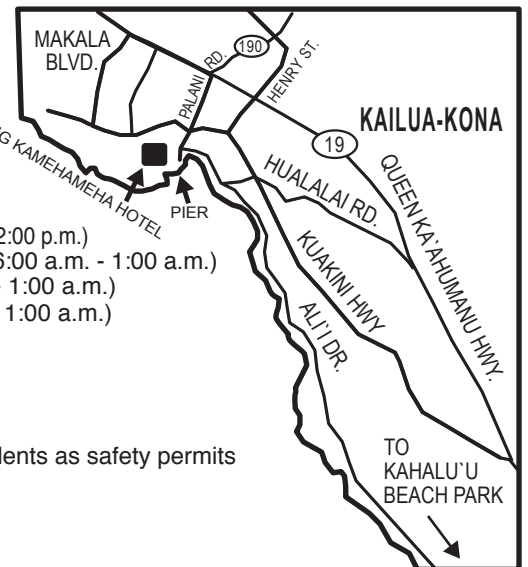 MAKALA
BLVD.
190
PALANI RD.
HENRY ST.
KAILUA-KONA
19
KAMEHAMEHA HOTEL
PIER
HUALALAI RD.
QUEEN KA`AHUMANU HWY.
KUAKINI HWY
ALI`I DR.
2:00 p.m.)
6:00 a.m. - 1:00 a.m.)
1:00 a.m.)
1:00 a.m.)
as safety permits
TO
KAHALU`U
BEACH PARK